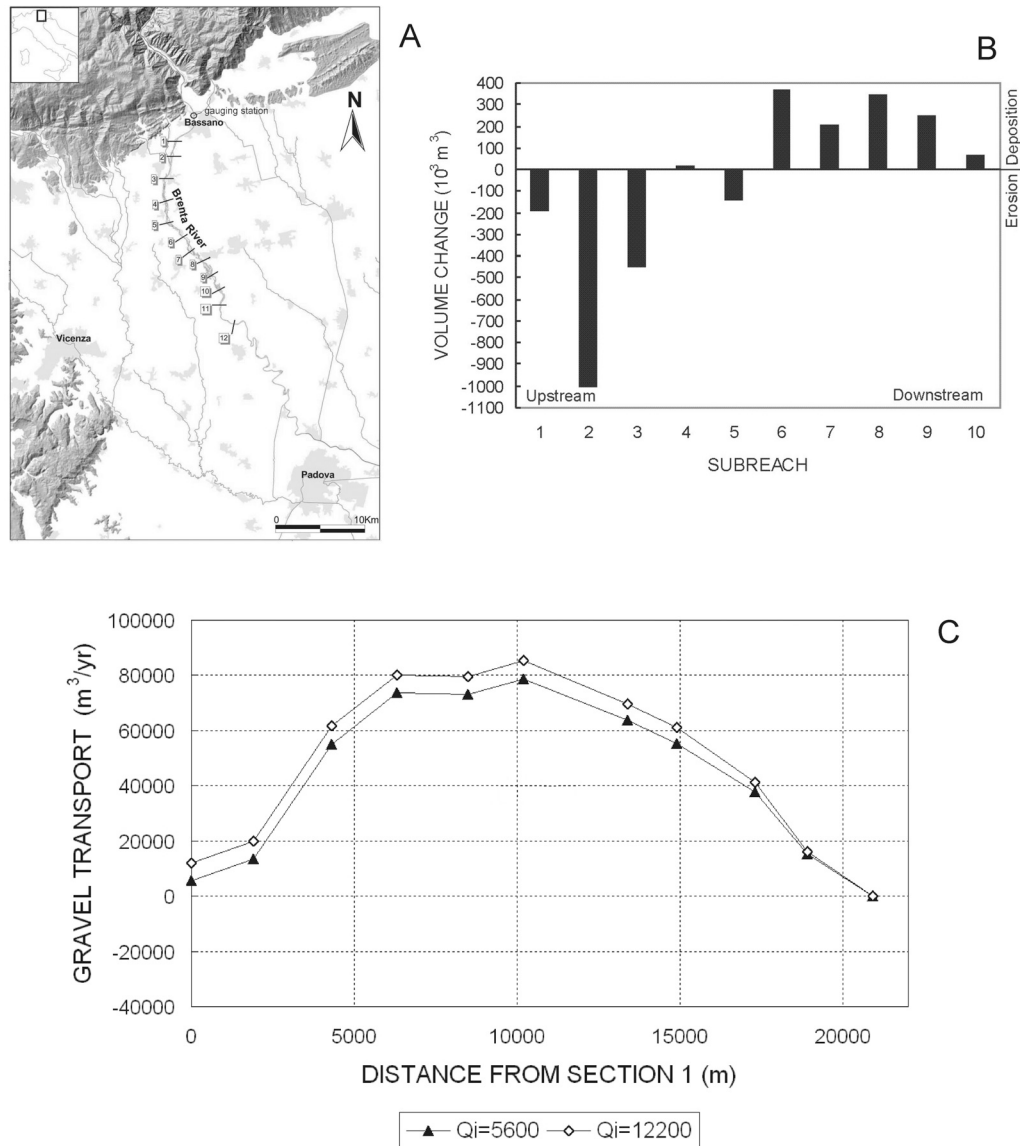 A
N
gauging station
Bassano
1
2
3
4
5
6
7
8
9
10
11
12
Brenta River
Vicenza
Padova
0 10Km
B
VOLUME CHANGE (10³ m³)
400
300
200
100
0
-100
-200
-300
-400
-500
-600
-700
-800
-900
-1000
-1100
Deposition
Erosion
Upstream Downstream
1 2 3 4 5 6 7 8 9 10
SUBREACH
C
GRAVEL TRANSPORT (m³/yr)
100000
80000
60000
40000
20000
0
-20000
-40000
0 5000 10000 15000 20000
DISTANCE FROM SECTION 1 (m)
Qi=5600 Qi=12200